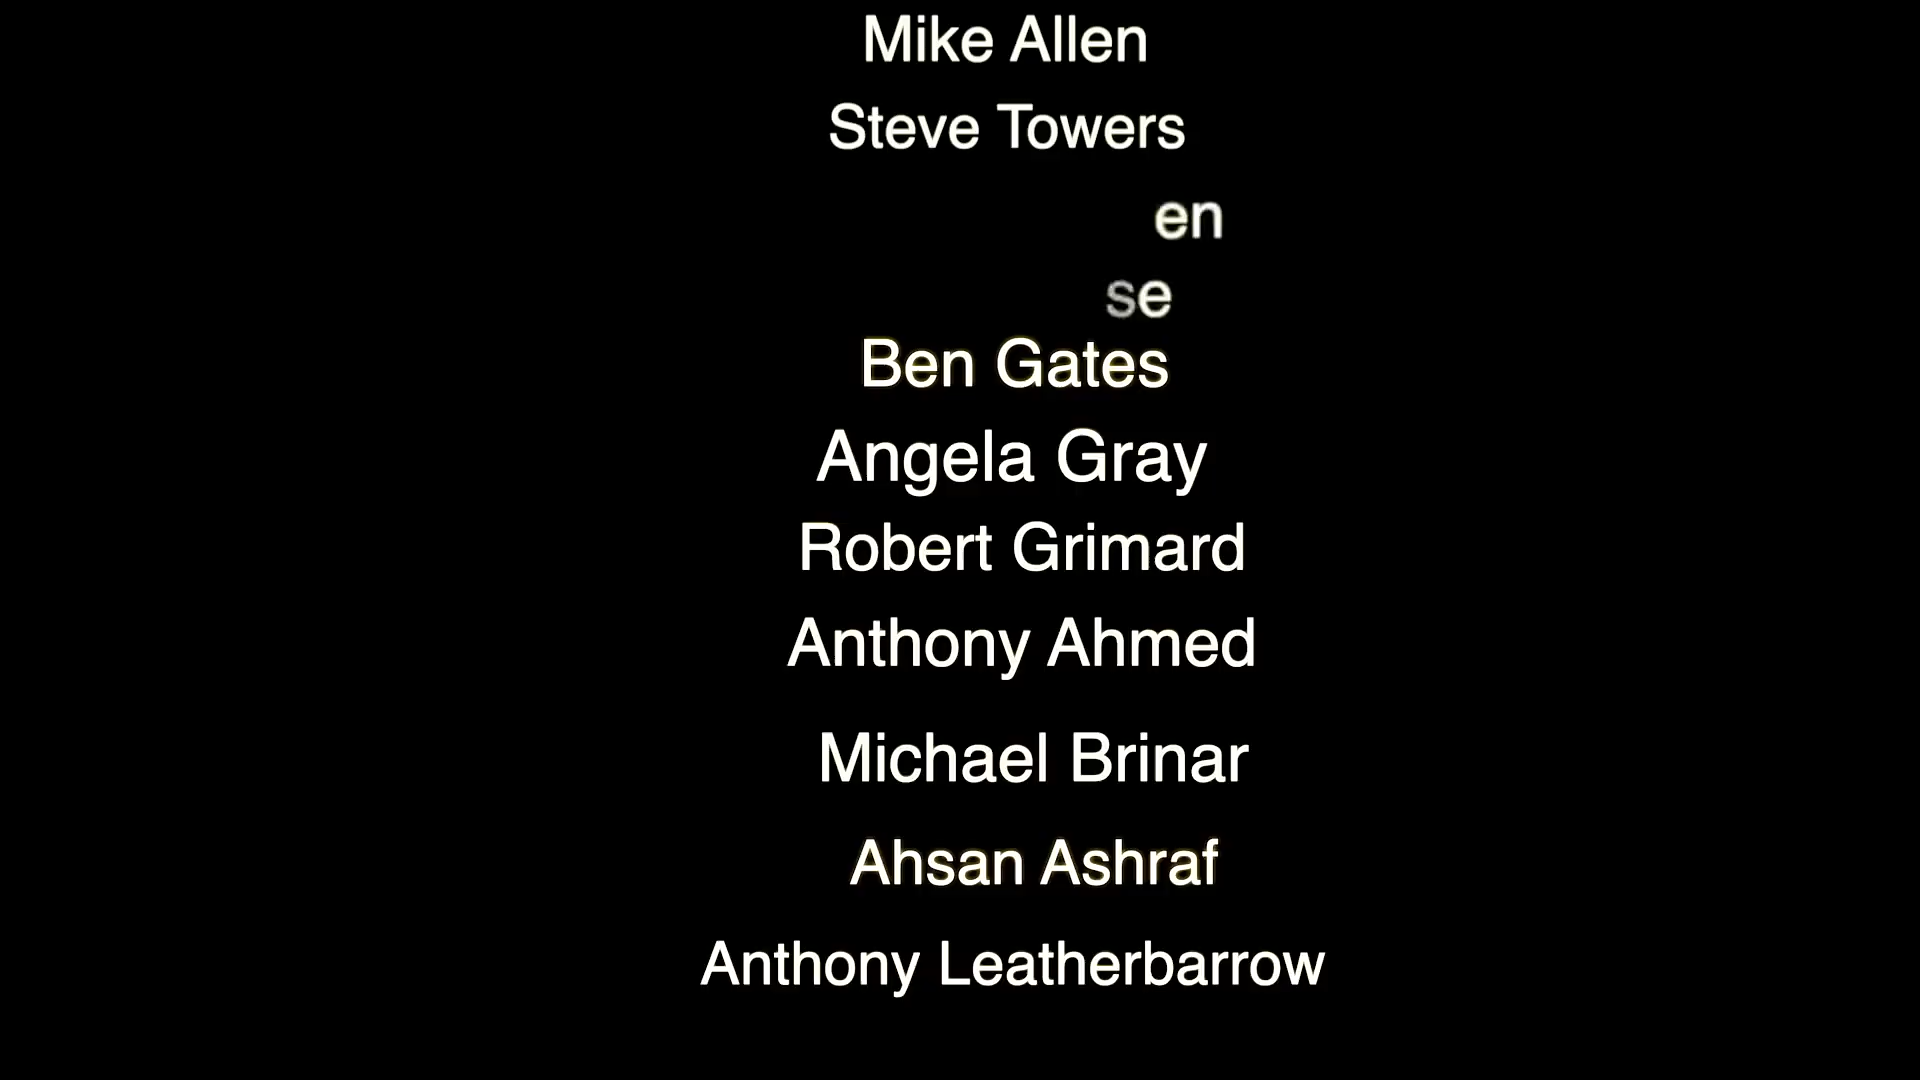 Mike Allen
Steve Towers
en
se
Ben Gates
Angela Gray
Robert Grimard
Anthony Ahmed
Michael Brinar
Ahsan Ashraf
Anthony Leatherbarrow